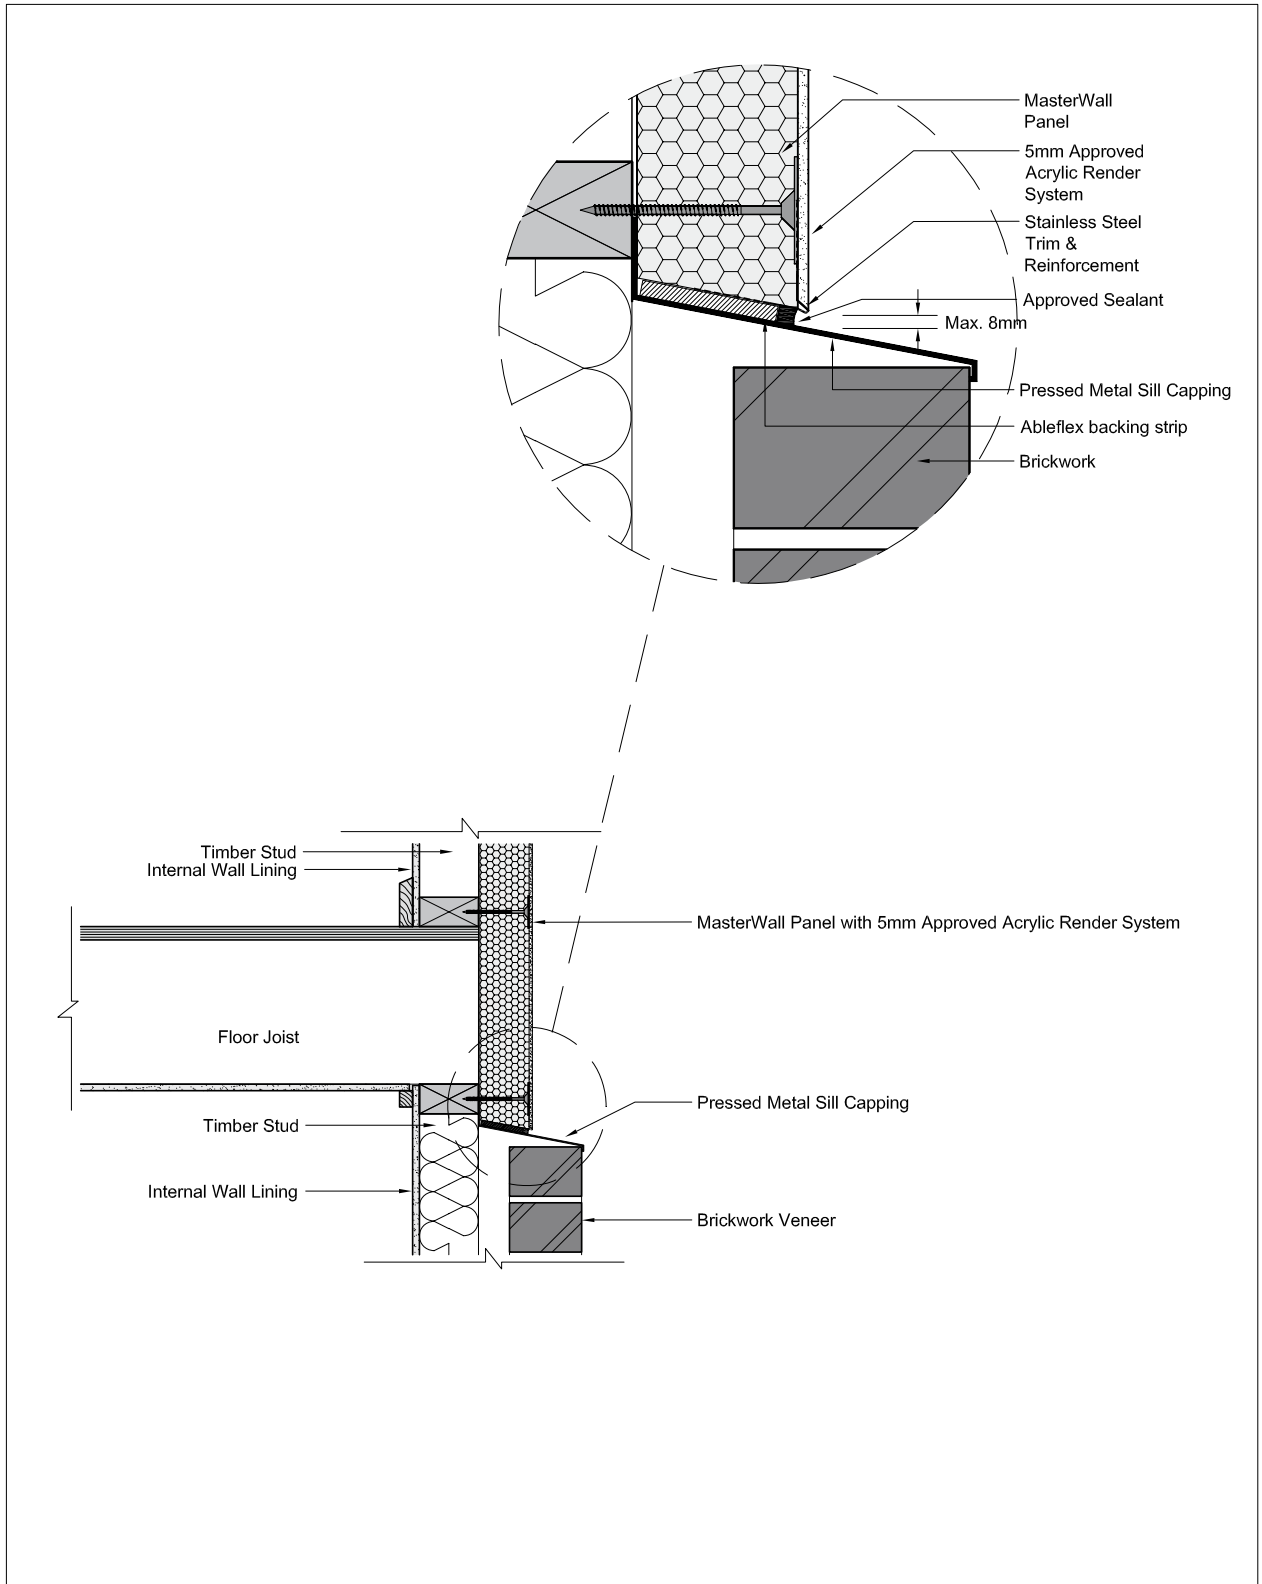 MasterWall
Panel
5mm Approved
Acrylic Render
System
Stainless Steel
Trim &
Reinforcement
Approved Sealant
Max. 8mm
Pressed Metal Sill Capping
Ableflex backing strip
Brickwork
Timber Stud
Internal Wall Lining
MasterWall Panel with 5mm Approved Acrylic Render System
Floor Joist
Pressed Metal Sill Capping
Timber Stud
Internal Wall Lining
Brickwork Veneer